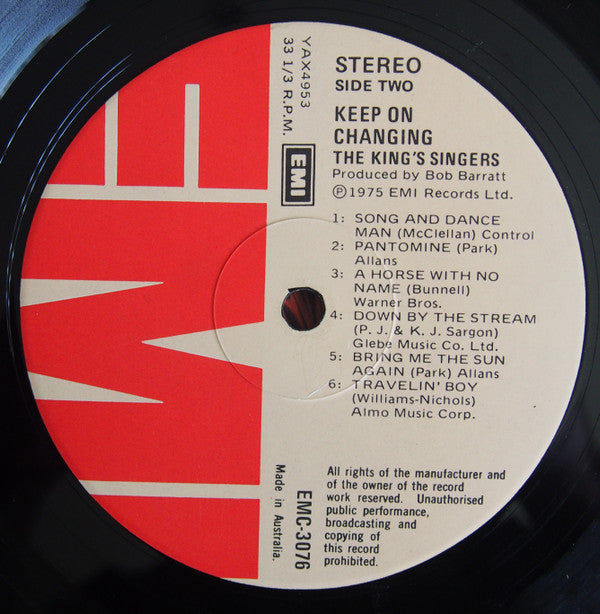 STEREO
SIDE TWO
KEEP ON
CHANGING
THE KING'S SINGERS
Produced by Bob Barratt
Ⓟ1975 EMI Records Ltd.
1: SONG AND DANCE
MAN (McClellan) Control
2: PANTOMINE (Park)
Allans
3: A HORSE WITH NO
NAME (Bunnell)
Warner Bros.
4: DOWN BY THE STREAM
(P. J. & K. J. Sargon)
Glebe Music Co. Ltd.
5: BRING ME THE SUN
AGAIN (Park) Allans
6: TRAVELIN' BOY
(Williams-Nichols)
Almo Music Corp.
All rights of the manufacturer and
of the owner of the record
work reserved. Unauthorised
public performance,
broadcasting and
copying of
this record
prohibited.
YAX4953
33 1/3 R.P.M.
EMI
EMC-3076
Made in Australia.
EMI